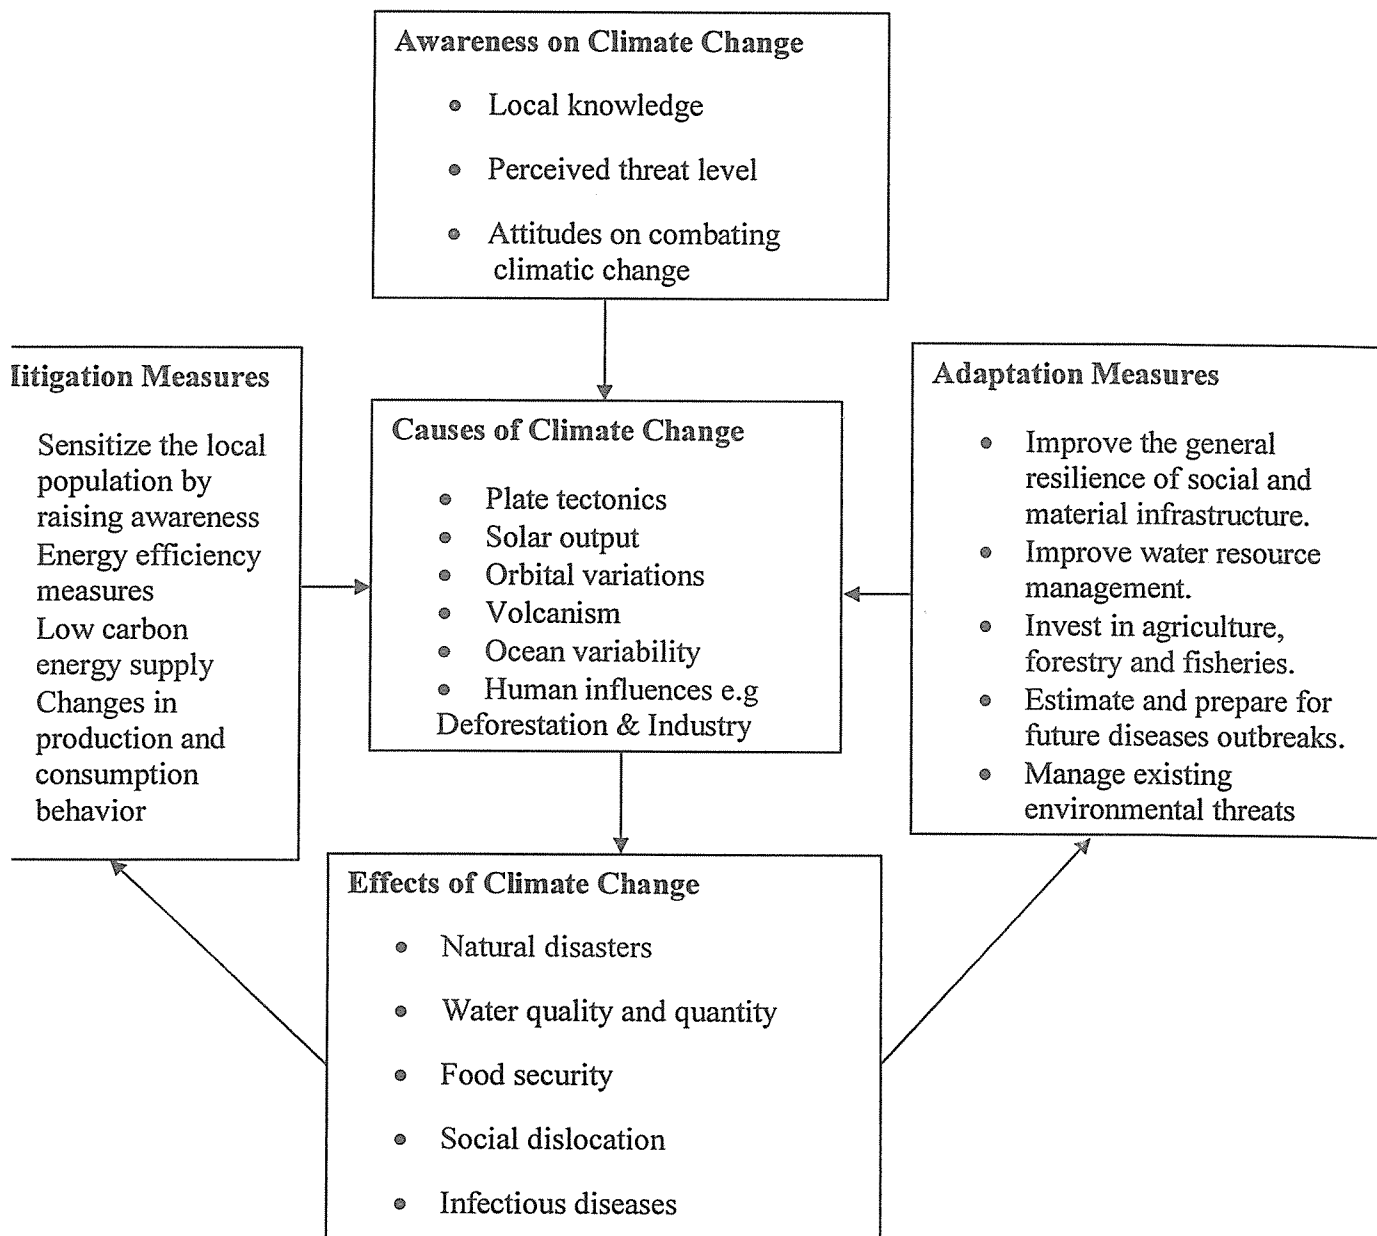 Awareness on Climate Change
• Local knowledge
• Perceived threat level
• Attitudes on combating
climatic change
Mitigation Measures
Sensitize the local
population by
raising awareness
Energy efficiency
measures
Low carbon
energy supply
Changes in
production and
consumption
behavior
Causes of Climate Change
• Plate tectonics
• Solar output
• Orbital variations
• Volcanism
• Ocean variability
• Human influences e.g
Deforestation & Industry
Adaptation Measures
• Improve the general
resilience of social and
material infrastructure.
• Improve water resource
management.
• Invest in agriculture,
forestry and fisheries.
• Estimate and prepare for
future diseases outbreaks.
• Manage existing
environmental threats
Effects of Climate Change
• Natural disasters
• Water quality and quantity
• Food security
• Social dislocation
• Infectious diseases